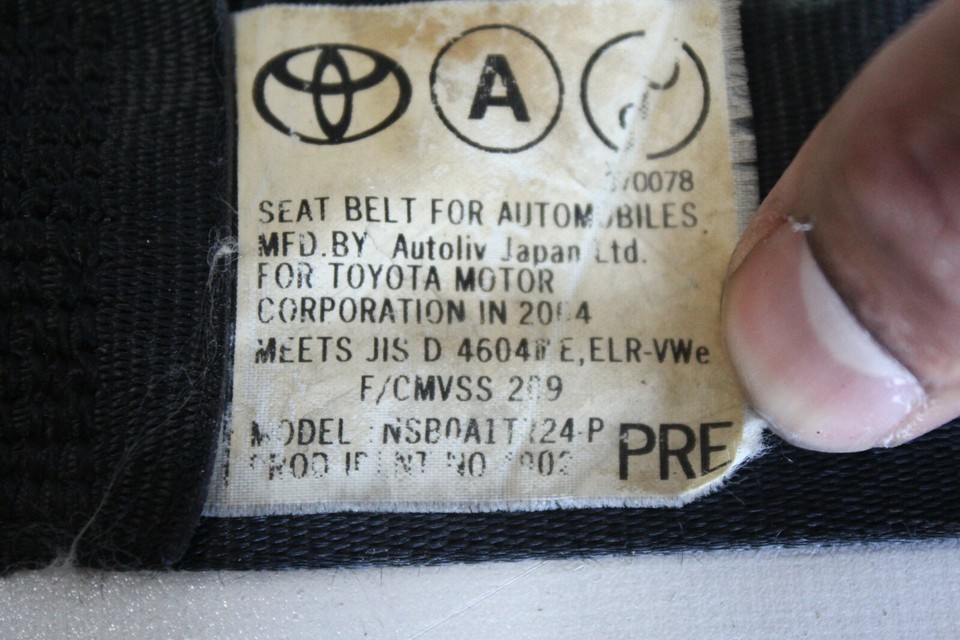 A
SEAT BELT FOR AUTOMOBILES.
MFD.BY Autoliv Japan Ltd.
FOR TOYOTA MOTOR
CORPORATION IN 2004
MEETS JIS D 4604 E,ELR-VWe
F/CMVSS 209
MODEL PRE
NO